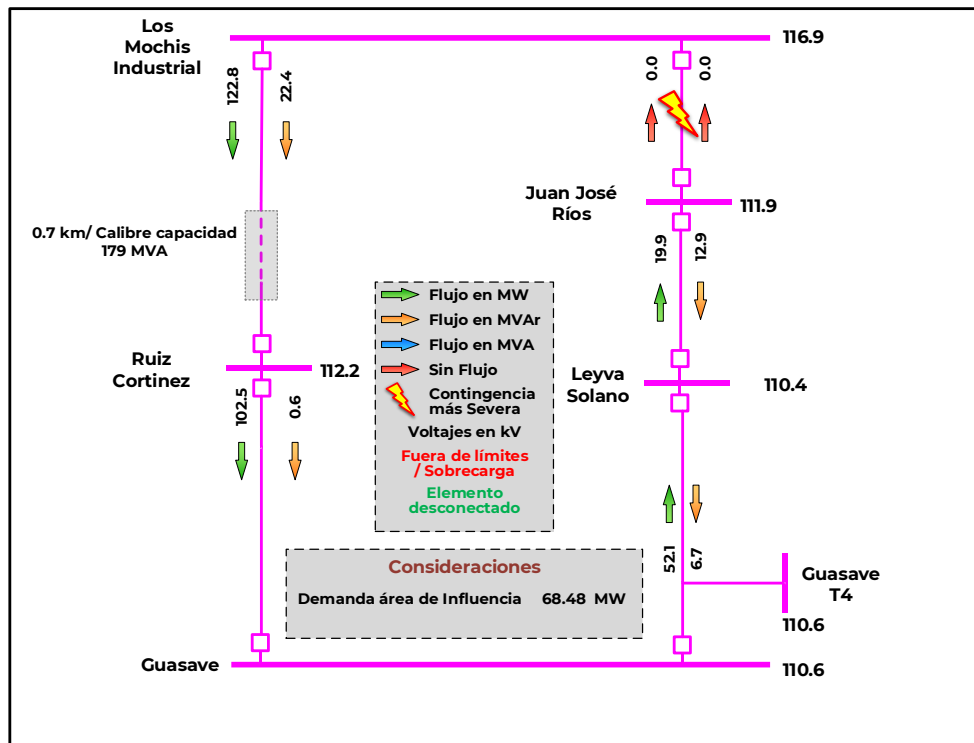 Los
Mochis
Industrial
116.9
122.8
22.4
0.0
0.0
Juan José
Ríos
111.9
0.7 km/ Calibre capacidad
179 MVA
19.9
12.9
Flujo en MW
Flujo en MVAr
Flujo en MVA
Sin Flujo
Contingencia
más Severa
Voltajes en kV
Fuera de límites
/ Sobrecarga
Elemento
desconectado
Ruiz
Cortinez
112.2
Leyva
Solano
110.4
102.5
0.6
52.1
6.7
Consideraciones
Demanda área de Influencia 68.48 MW
Guasave
T4
110.6
Guasave
110.6